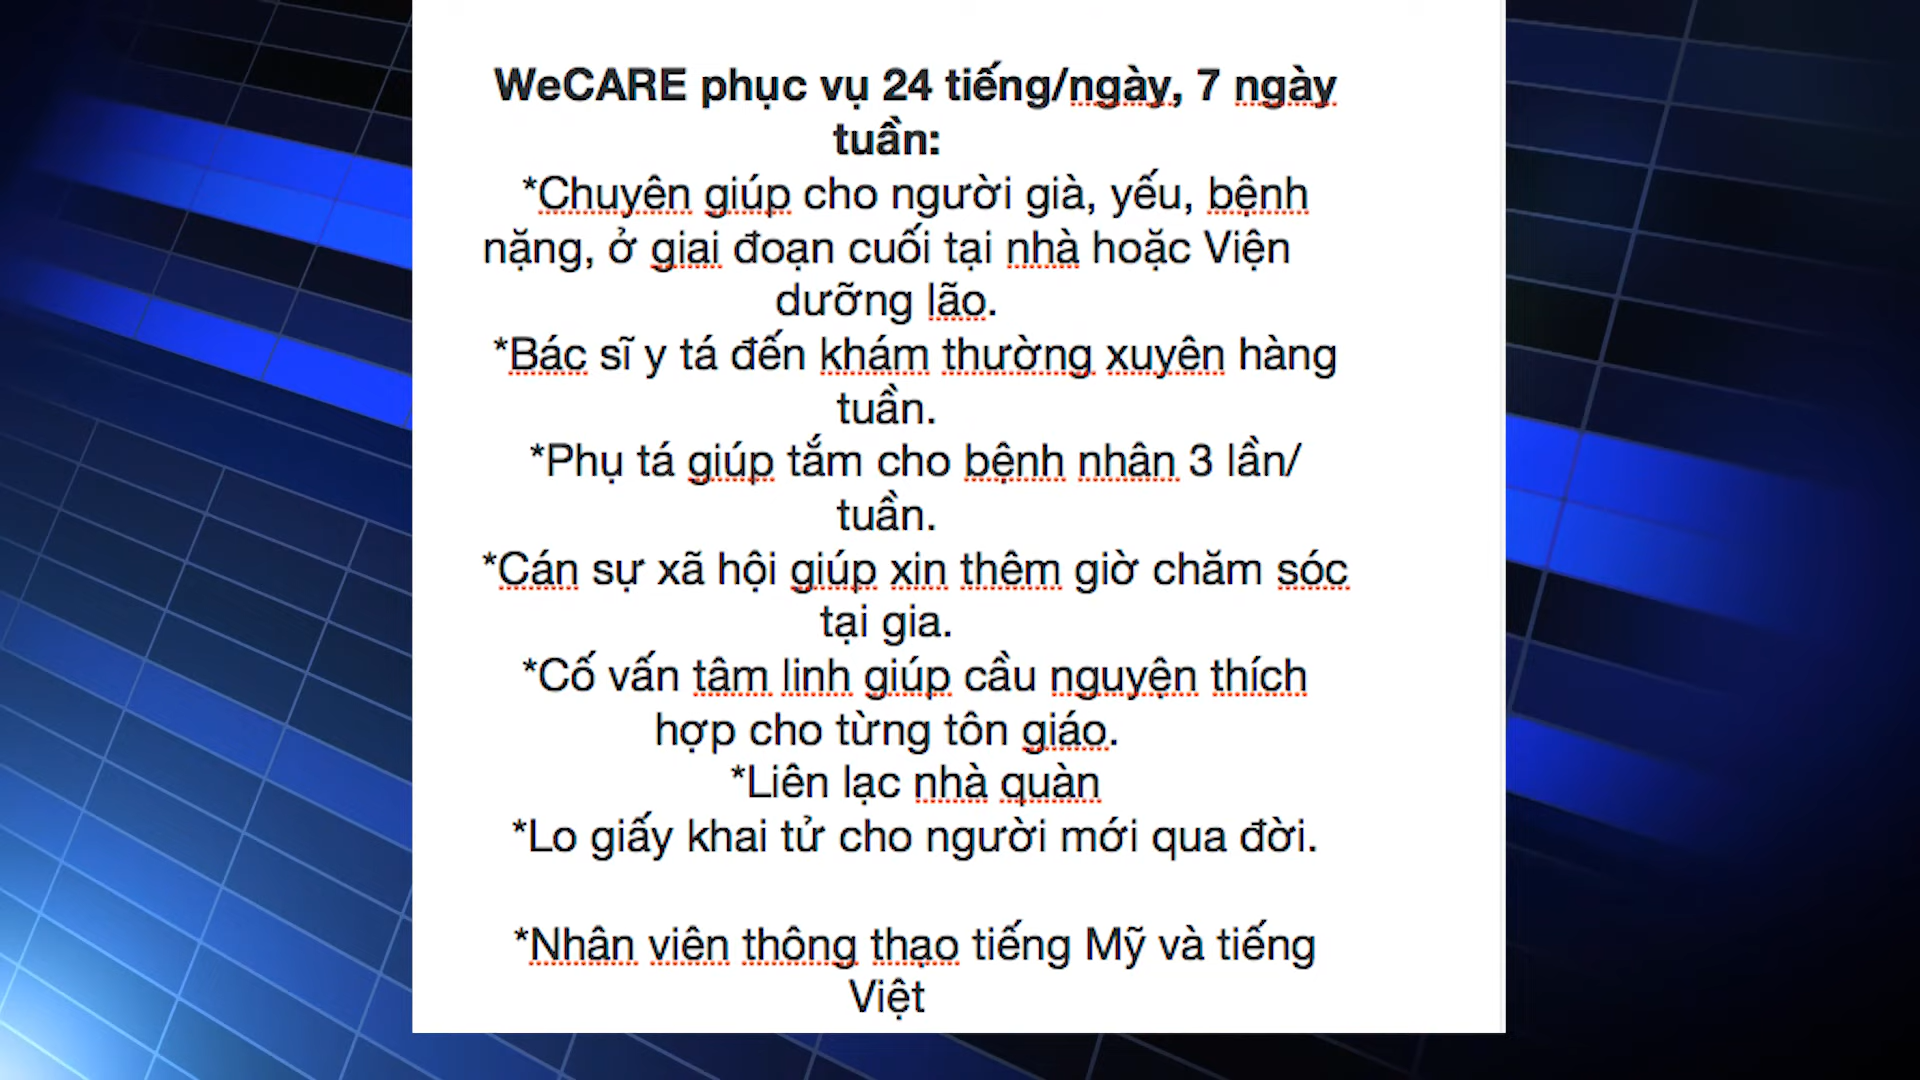 WeCARE phục vụ 24 tiếng/ngày, 7 ngày
tuần:
*Chuyên giúp cho người già, yếu, bệnh
nặng, ở giai đoạn cuối tại nhà hoặc Viện
dưỡng lão.
*Bác sĩ y tá đến khám thường xuyên hàng
tuần.
*Phụ tá giúp tắm cho bệnh nhân 3 lần/
tuần.
*Cán sự xã hội giúp xin thêm giờ chăm sóc
tại gia.
*Cố vấn tâm linh giúp cầu nguyện thích
hợp cho từng tôn giáo.
*Liên lạc nhà quàn
*Lo giấy khai tử cho người mới qua đời.
*Nhân viên thông thạo tiếng Mỹ và tiếng
Việt